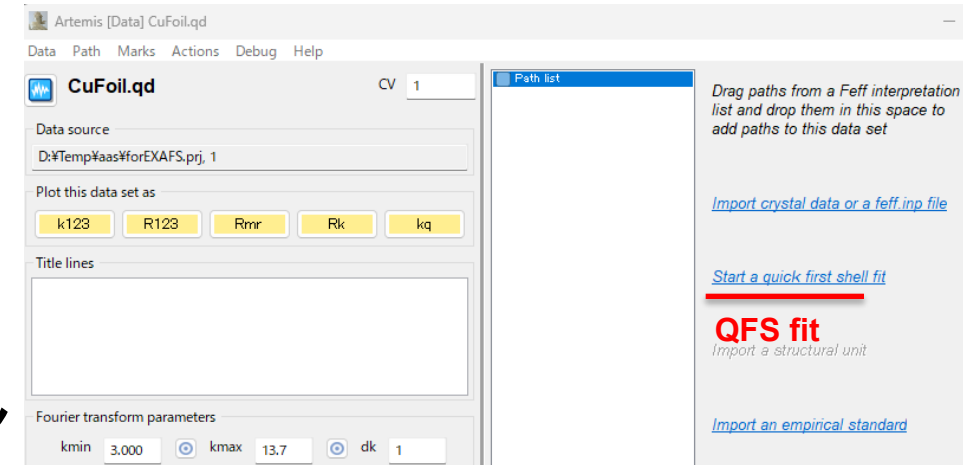 Artemis [Data] CuFoil.qd
Data Path Marks Actions Debug Help
CuFoil.qd
CV 1
Data source
D:¥Temp¥aas¥forEXAFS.prj, 1
Plot this data set as
k123 R123 Rmr Rk kq
Title lines
Fourier transform parameters
kmin 3.000 kmax 13.7 dk 1
Path list
Drag paths from a Feff interpretation
list and drop them in this space to
add paths to this data set
Import crystal data or a feff.inp file
Start a quick first shell fit
QFS fit
Import a structural unit
Import an empirical standard